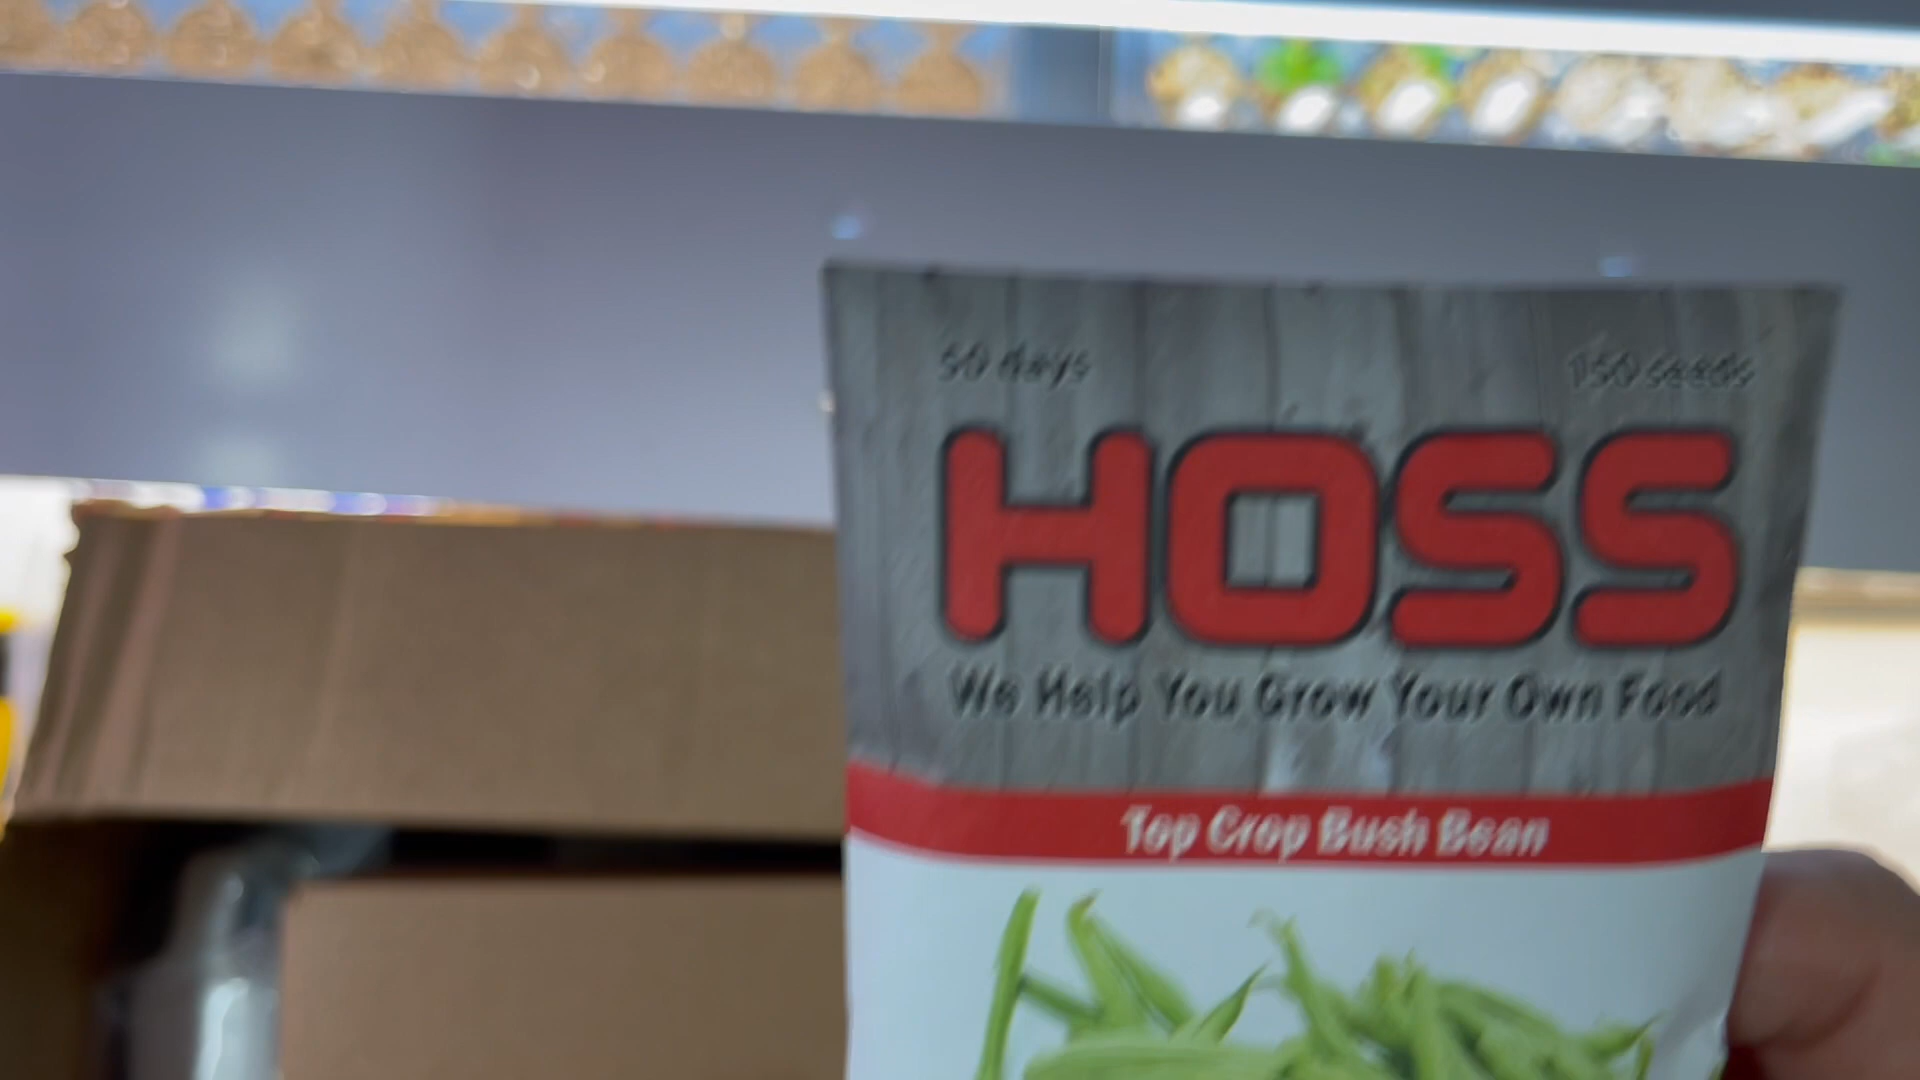 50 days
150 seeds
HOSS
We Help You Grow Your Own Food
Top Crop Bush Bean